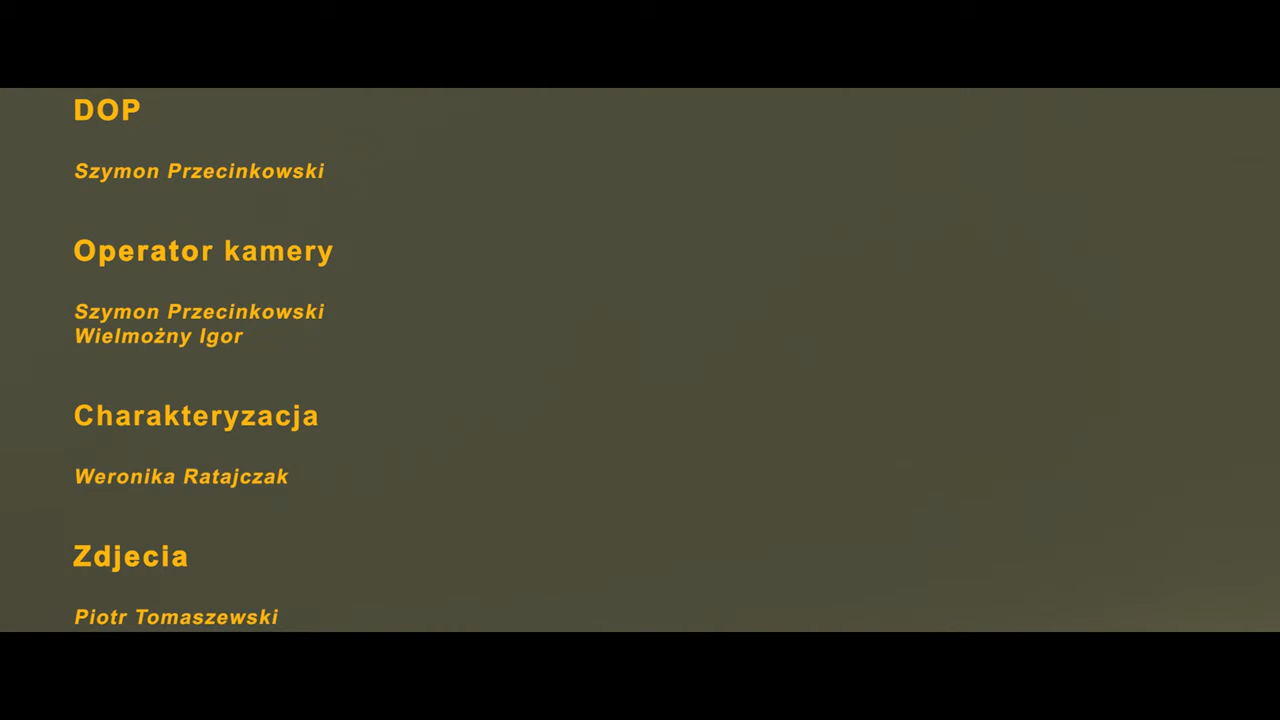 DOP
Szymon Przecinkowski
Operator kamery
Szymon Przecinkowski
Wielmożny Igor
Charakteryzacja
Weronika Ratajczak
Zdjecia
Piotr Tomaszewski